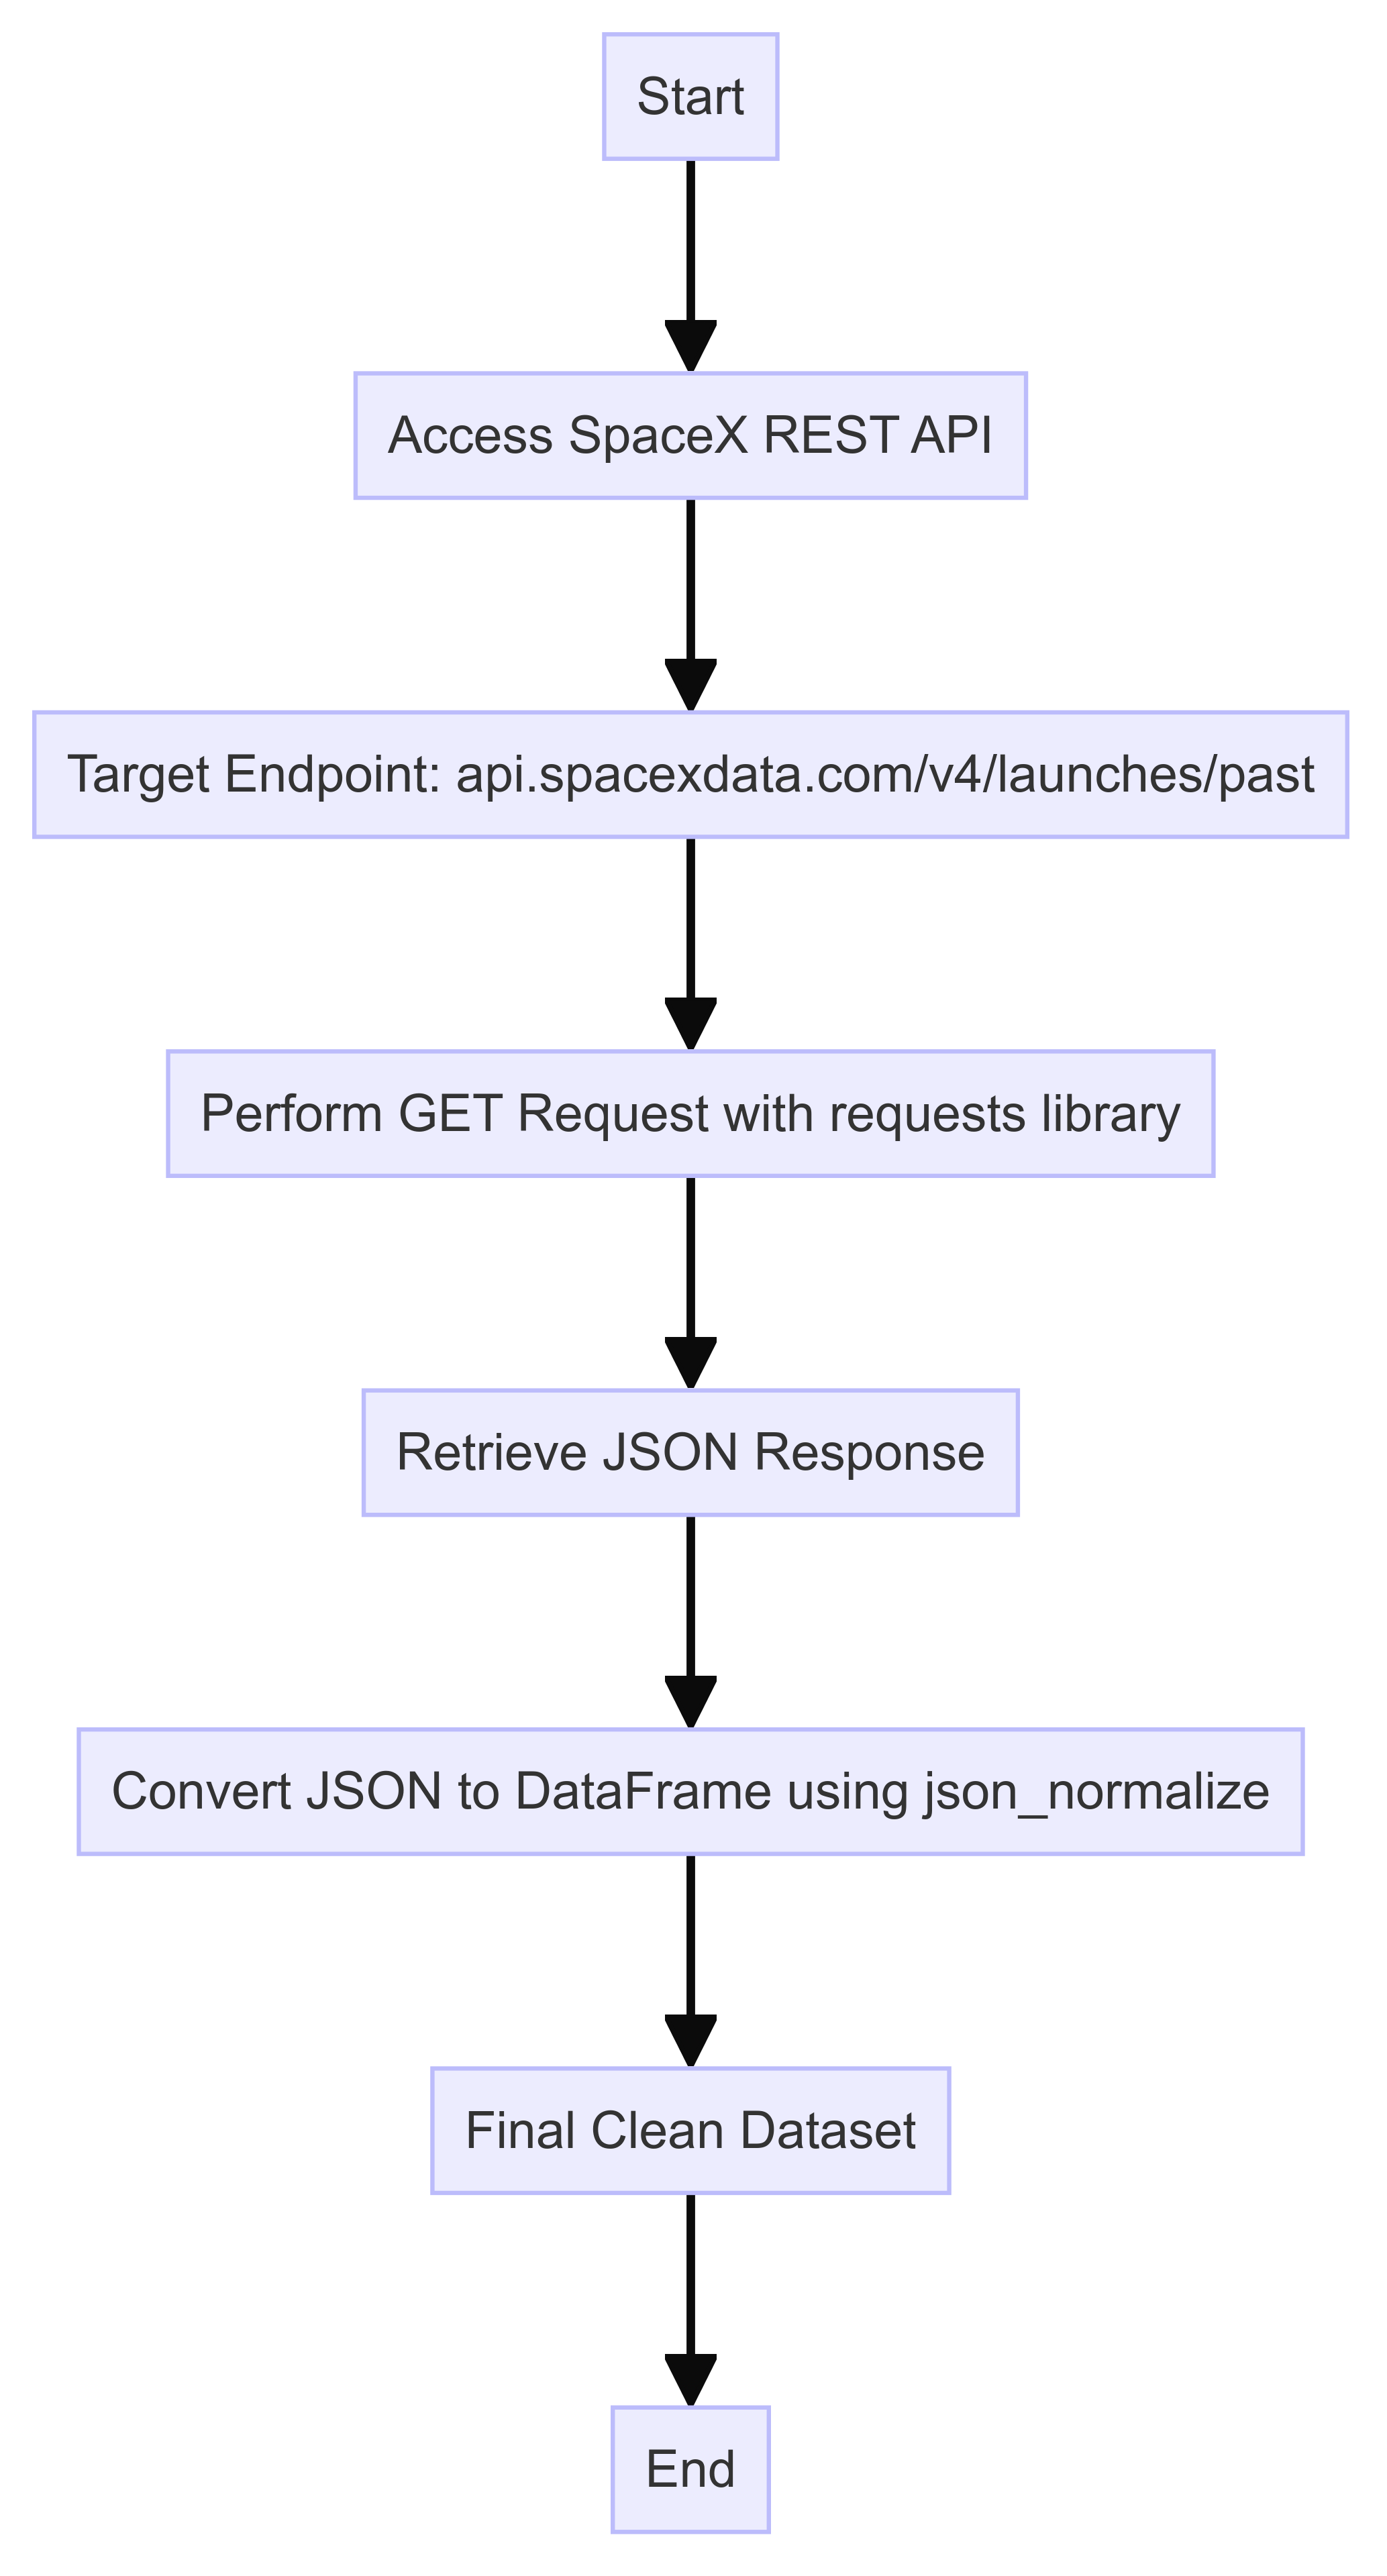 Start
Access SpaceX REST API
Target Endpoint: api.spacexdata.com/v4/launches/past
Perform GET Request with requests library
Retrieve JSON Response
Convert JSON to DataFrame using json_normalize
Final Clean Dataset
End